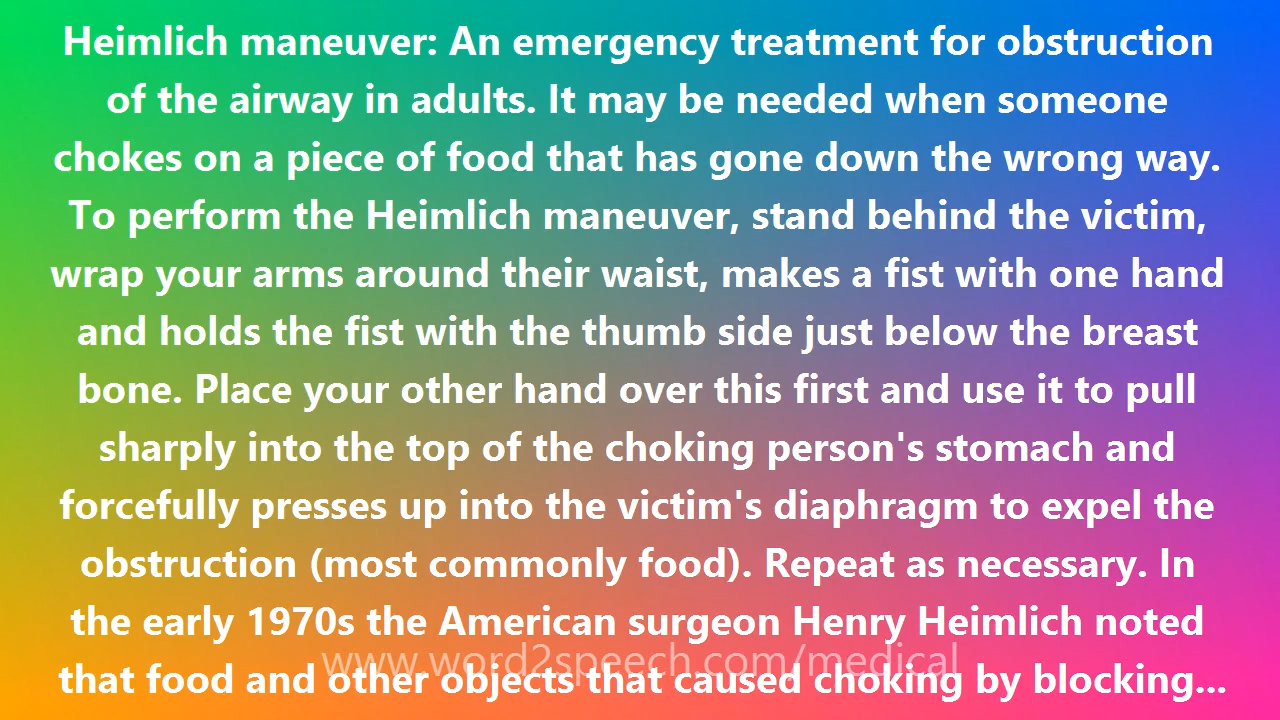 Heimlich maneuver: An emergency treatment for obstruction
of the airway in adults. It may be needed when someone
chokes on a piece of food that has gone down the wrong way.
To perform the Heimlich maneuver, stand behind the victim,
wrap your arms around their waist, makes a fist with one hand
and holds the fist with the thumb side just below the breast
bone. Place your other hand over this first and use it to pull
sharply into the top of the choking person's stomach and
forcefully presses up into the victim's diaphragm to expel the
obstruction (most commonly food). Repeat as necessary. In
the early 1970s the American surgeon Henry Heimlich noted
www.word2speech.com/medical
that food and other objects that caused choking by blocking...